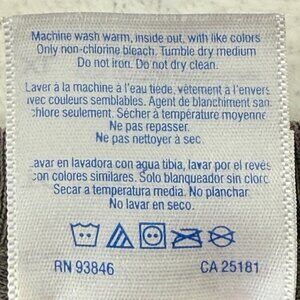 Machine wash warm, inside out, with like colors
Only non-chlorine bleach. Tumble dry medium
Do not iron. Do not dry clean.
Laver à la machine à l'eau tiède, vêtement à l'envers
avec couleurs semblables. Agent de blanchiment sans
chlore seulement. Sécher à température moyenne
Ne pas repasser.
Ne pas nettoyer à sec.
Lavar en lavadora con agua tibia, lavar por el revés
con colores similares. Solo blanqueador sin cloro
Secar a temperatura media. No planchar.
No lavar en seco.
RN 93846 CA 25181